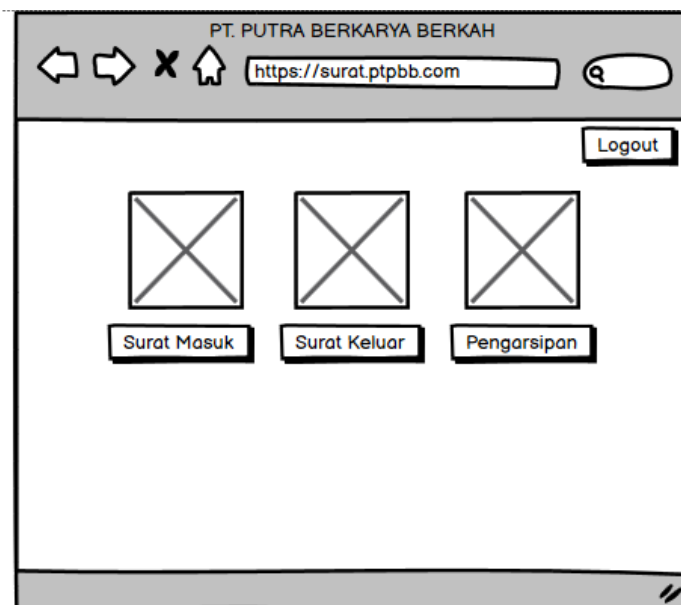 PT. PUTRA BERKARYA BERKAH
https://surat.ptpbb.com
Logout
Surat Masuk
Surat Keluar
Pengarsipan